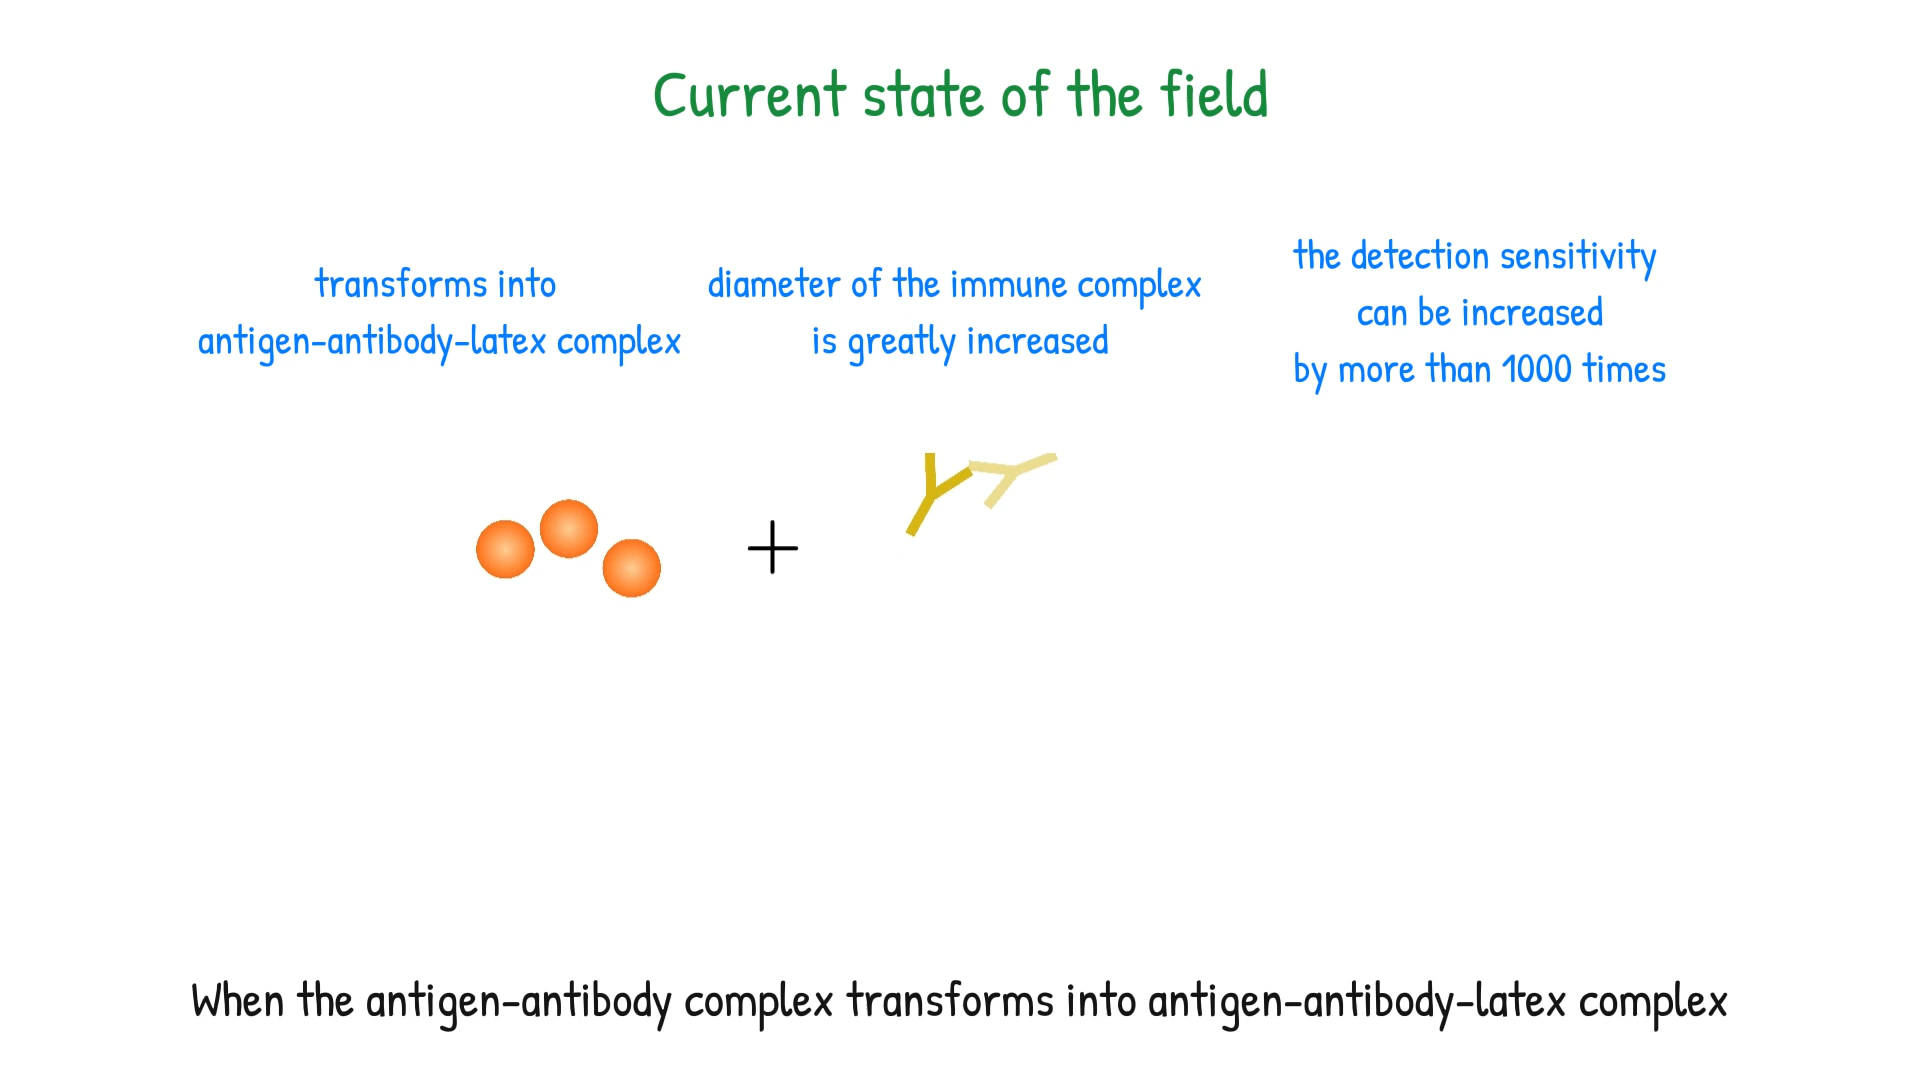 Current state of the field
transforms into
antigen-antibody-latex complex
diameter of the immune complex
is greatly increased
the detection sensitivity
can be increased
by more than 1000 times
+
When the antigen-antibody complex transforms into antigen-antibody-latex complex